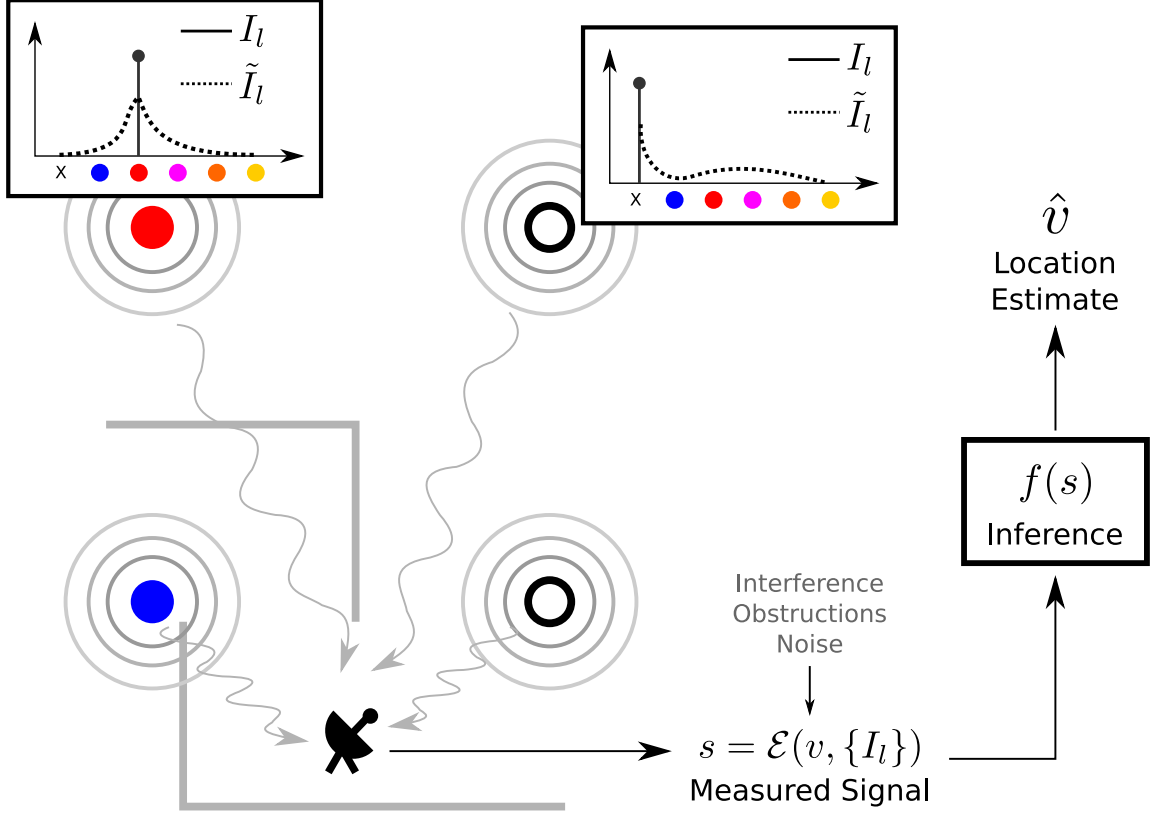 I_l
Ĩ_l
x
I_l
Ĩ_l
x
v̂
Location
Estimate
f(s)
Inference
Interference
Obstructions
Noise
s = ℰ(v, {I_l})
Measured Signal